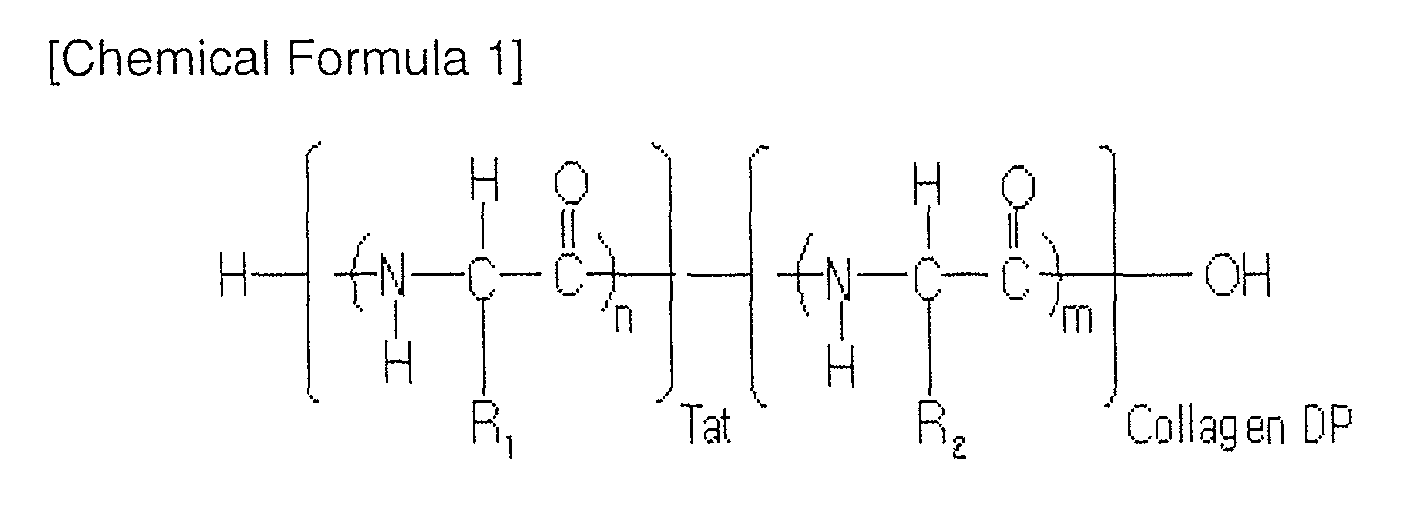 [Chemical Formula 1]
H O H O
H N C C n N C C m OH
H H
R1 Tat R2 Collagen DP